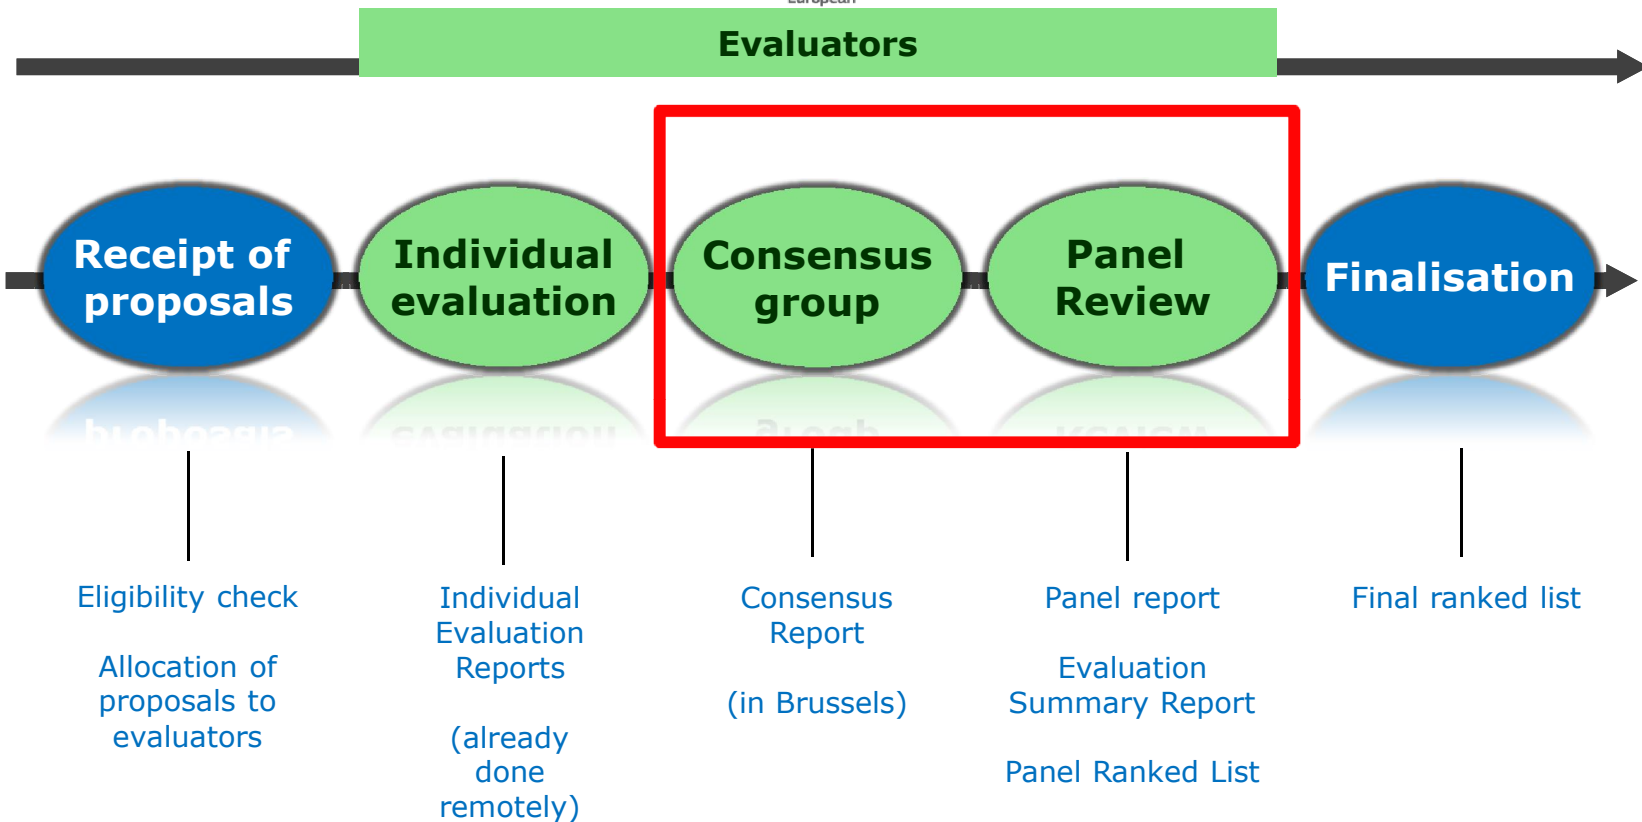 European
Evaluators
Receipt of
proposals
Individual
evaluation
Consensus
group
Panel
Review
Finalisation
Eligibility check
Allocation of
proposals to
evaluators
Individual
Evaluation
Reports
(already
done
remotely)
Consensus
Report
(in Brussels)
Panel report
Evaluation
Summary Report
Panel Ranked List
Final ranked list